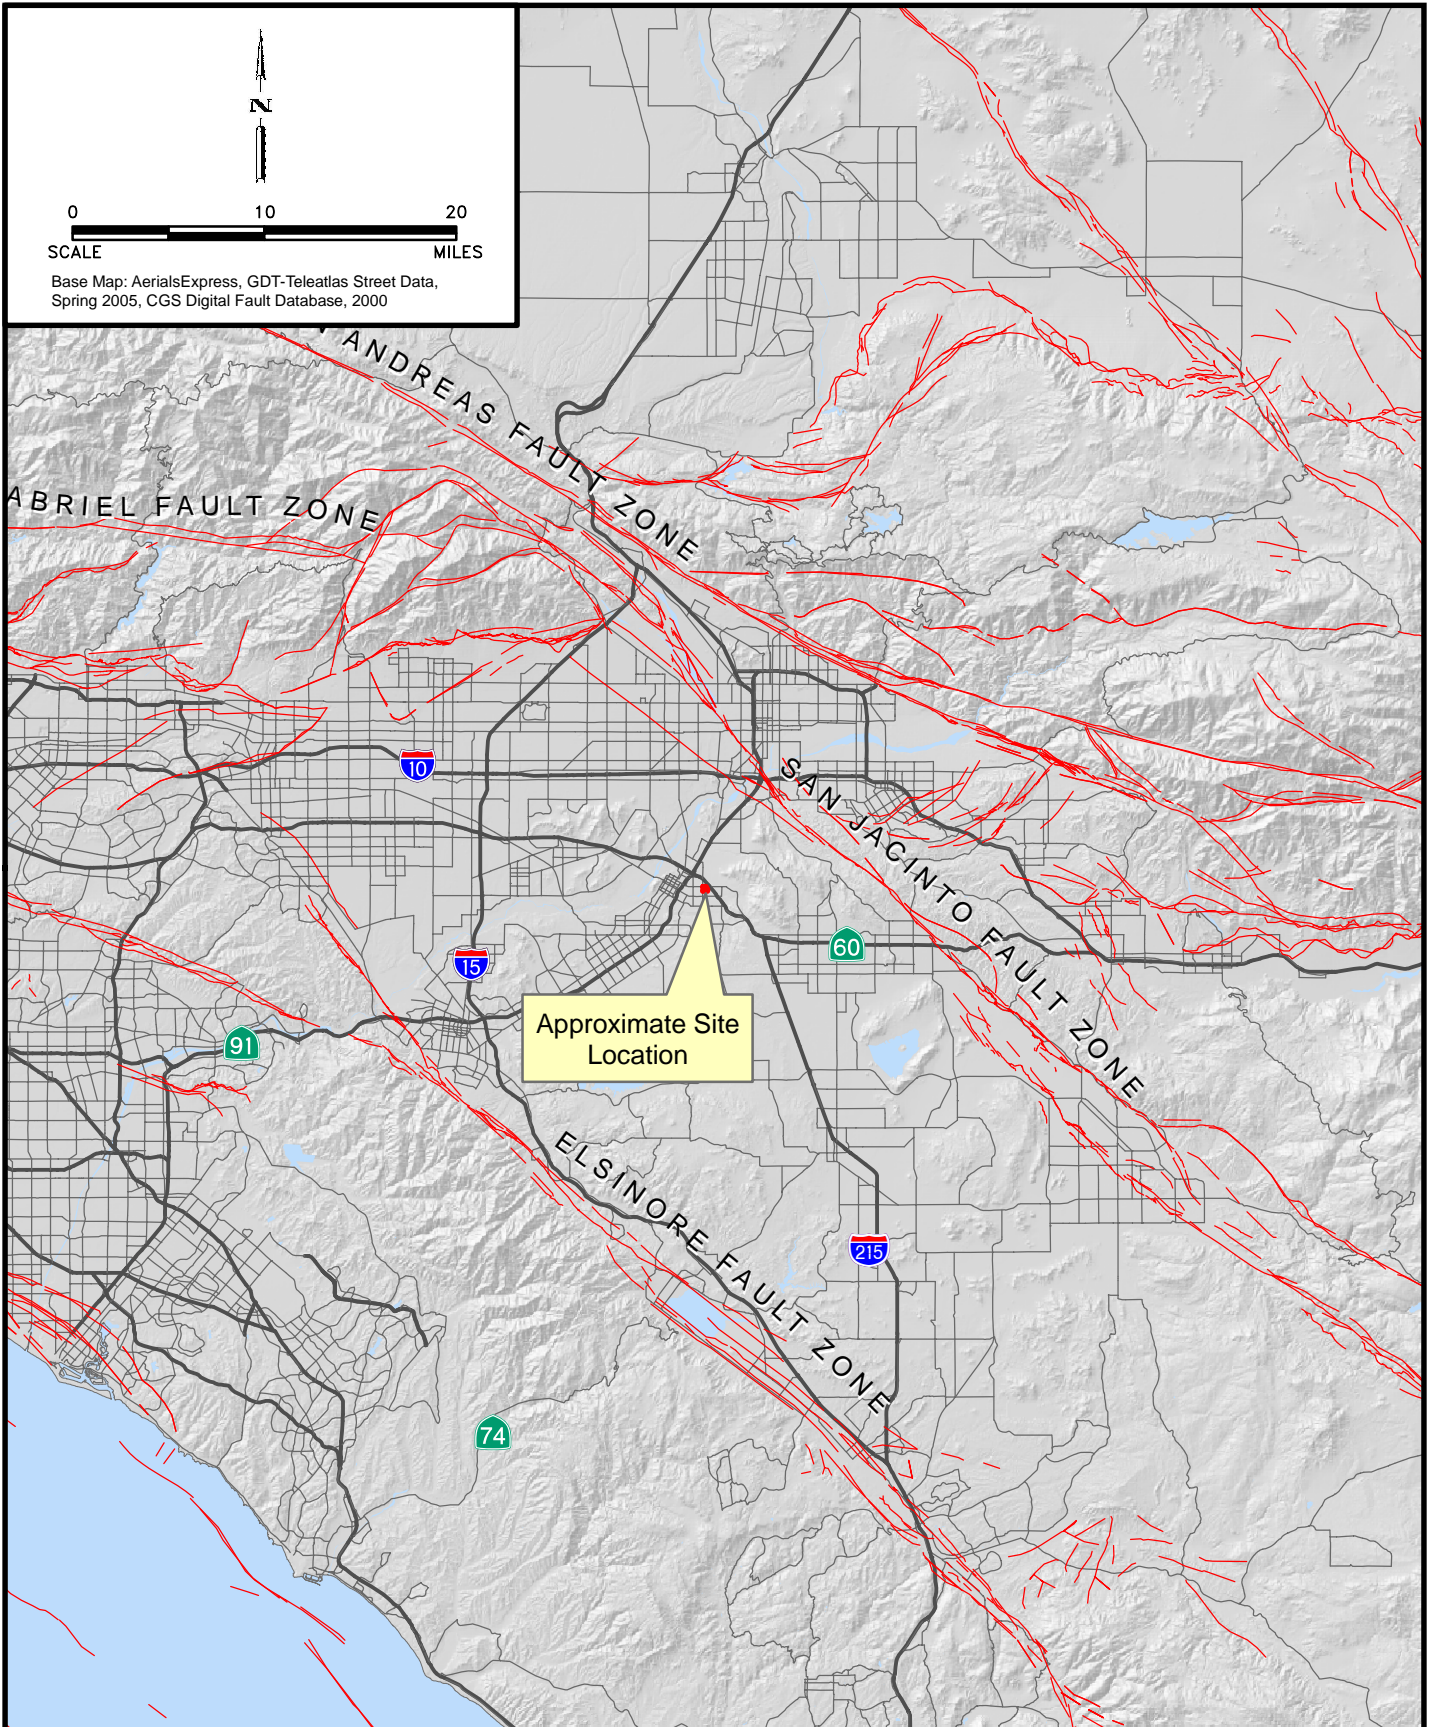 N
0 10 20
SCALE MILES
Base Map: AerialsExpress, GDT-Teleatlas Street Data,
Spring 2005, CGS Digital Fault Database, 2000
ANDREAS FAULT ZONE
ABRIEL FAULT ZONE
10
SAN JACINTO FAULT ZONE
60
15
Approximate Site
Location
91
ELSINORE FAULT ZONE
215
74